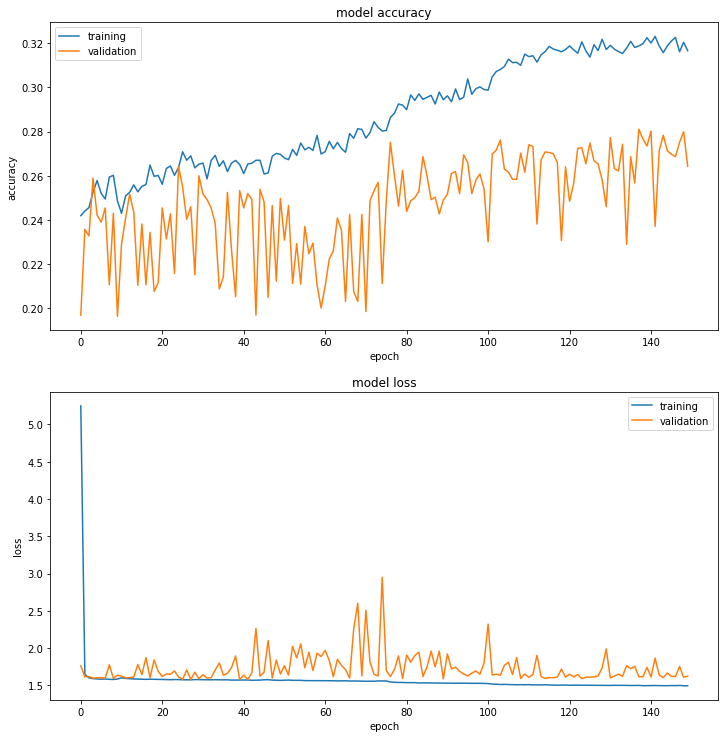 model accuracy
training
validation
0.32
0.30
0.28
0.26
0.24
0.22
0.20
accuracy
0 20 40 60 80 100 120 140
epoch
model loss
training
validation
5.0
4.5
4.0
3.5
3.0
2.5
2.0
1.5
loss
0 20 40 60 80 100 120 140
epoch